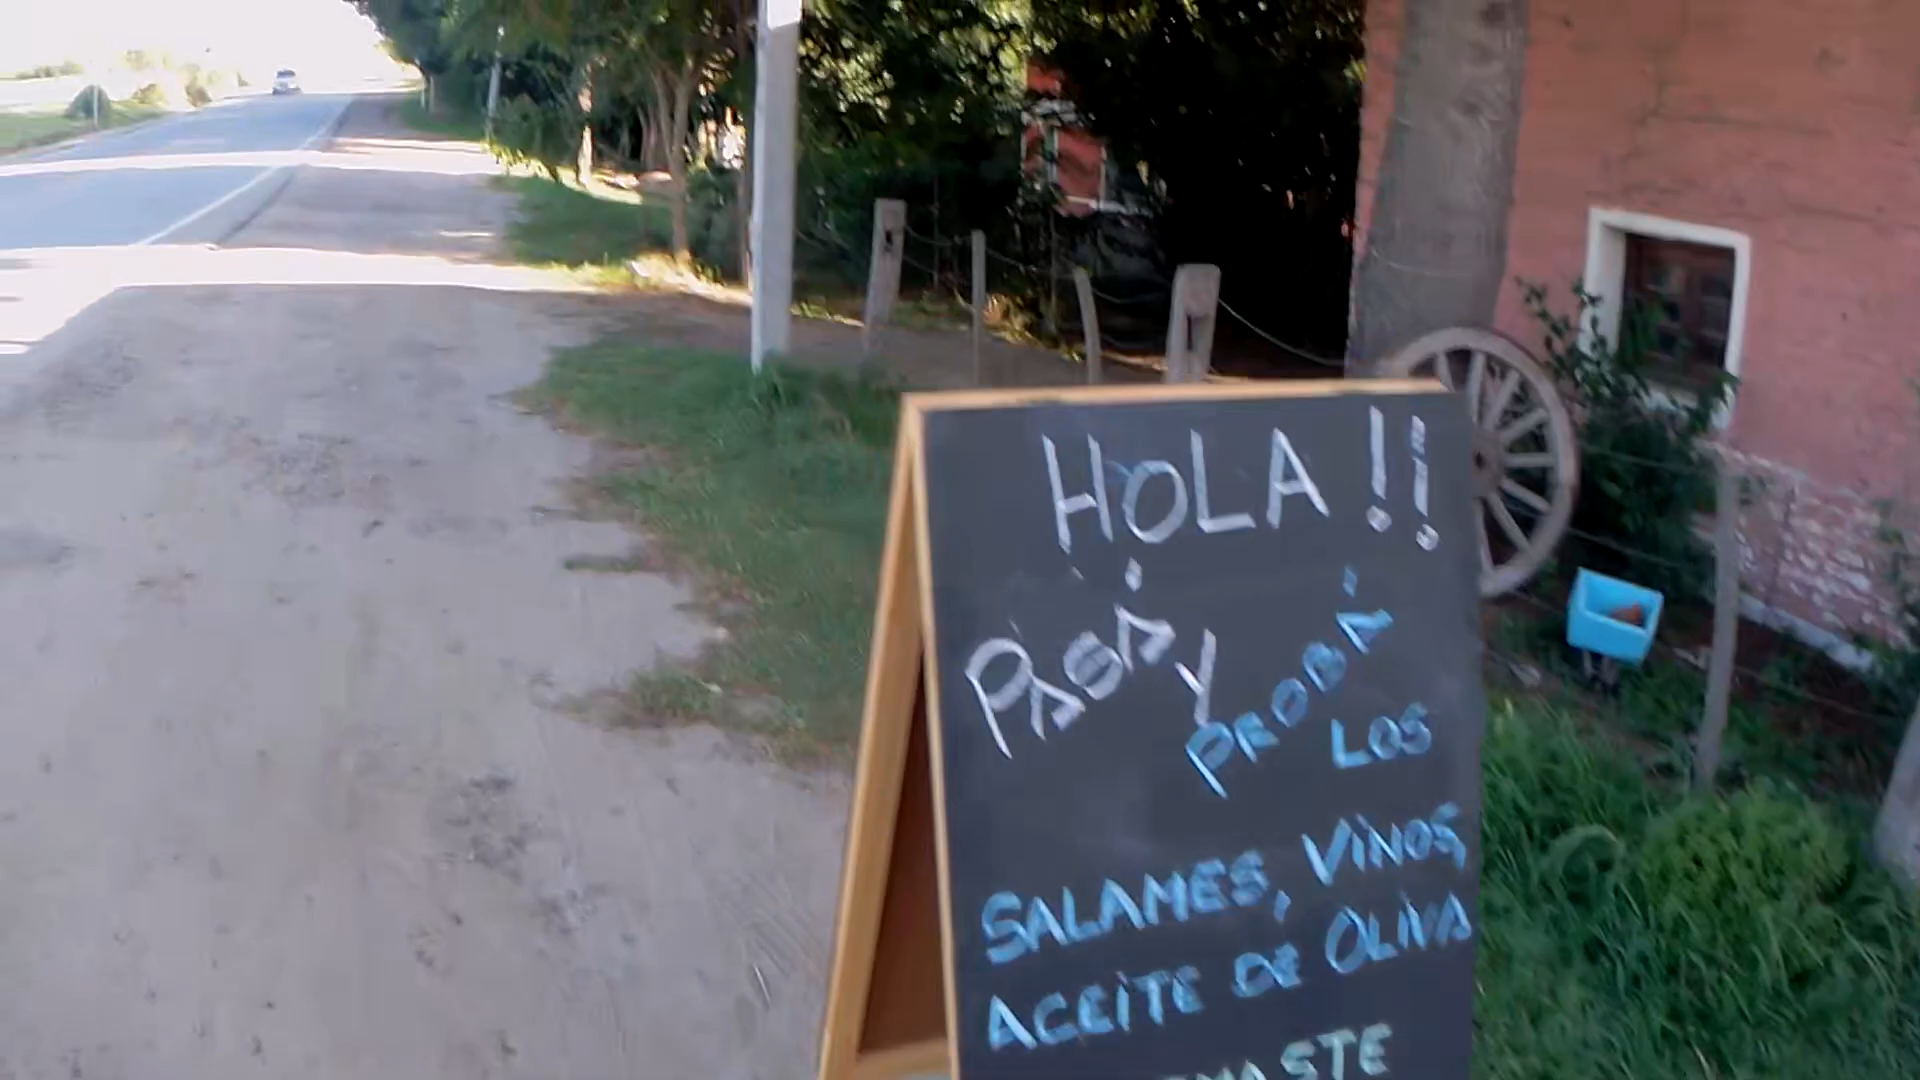 HOLA!!
PASÁ Y
PROBÁ
LOS
SALAMES, VINOS,
ACEITE DE OLIVA